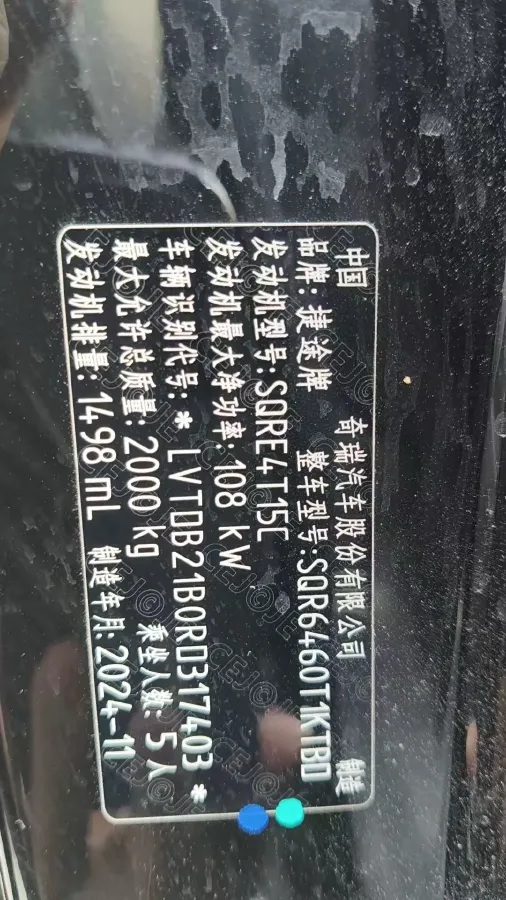 中国 奇瑞汽车股份有限公司 制造
品牌: 捷途牌 整车型号: SQR6460T1KTBD
发动机型号: SQRE4T15C
发动机最大净功率: 108 kW
车辆识别代号: * LVTDB21B0RD317403 *
最大允许总质量: 2000 kg 乘坐人数: 5人
发动机排量: 1498 mL 制造年月: 2024-11